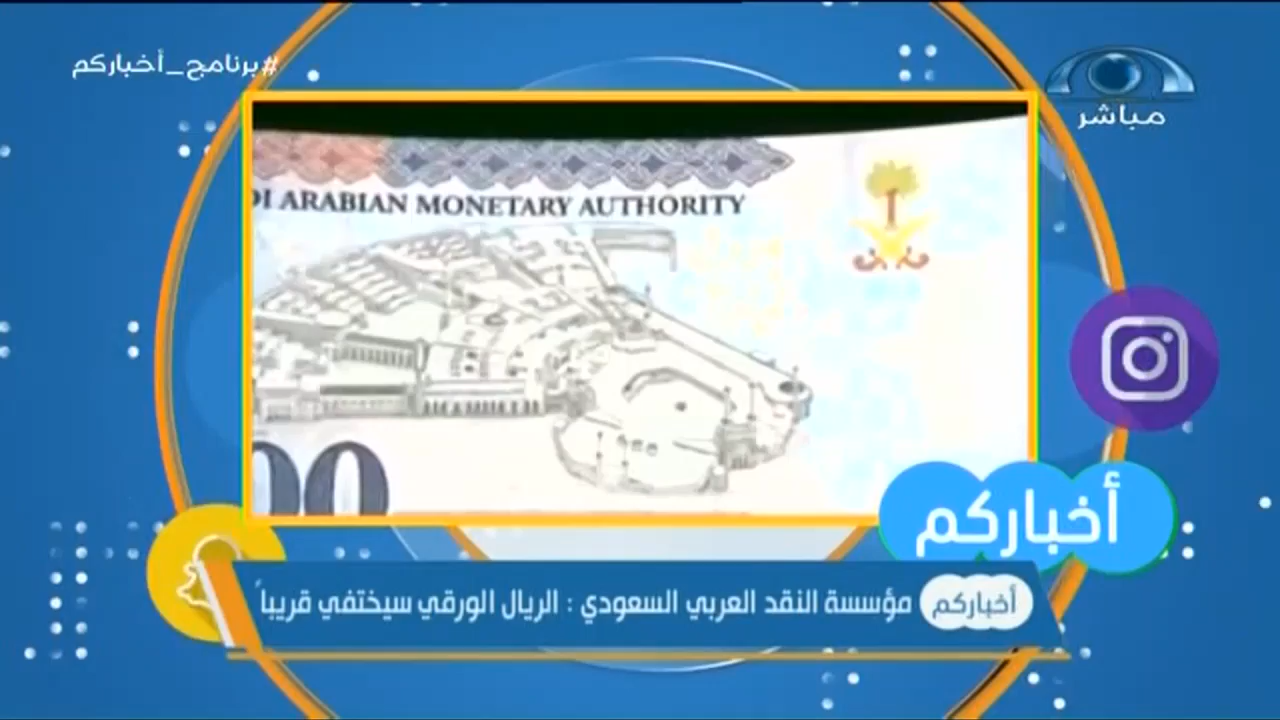 #برنامج_أخباركم
مباشر
DI ARABIAN MONETARY AUTHORITY
00
أخباركم
أخباركم
مؤسسة النقد العربي السعودي : الريال الورقي سيختفي قريباً